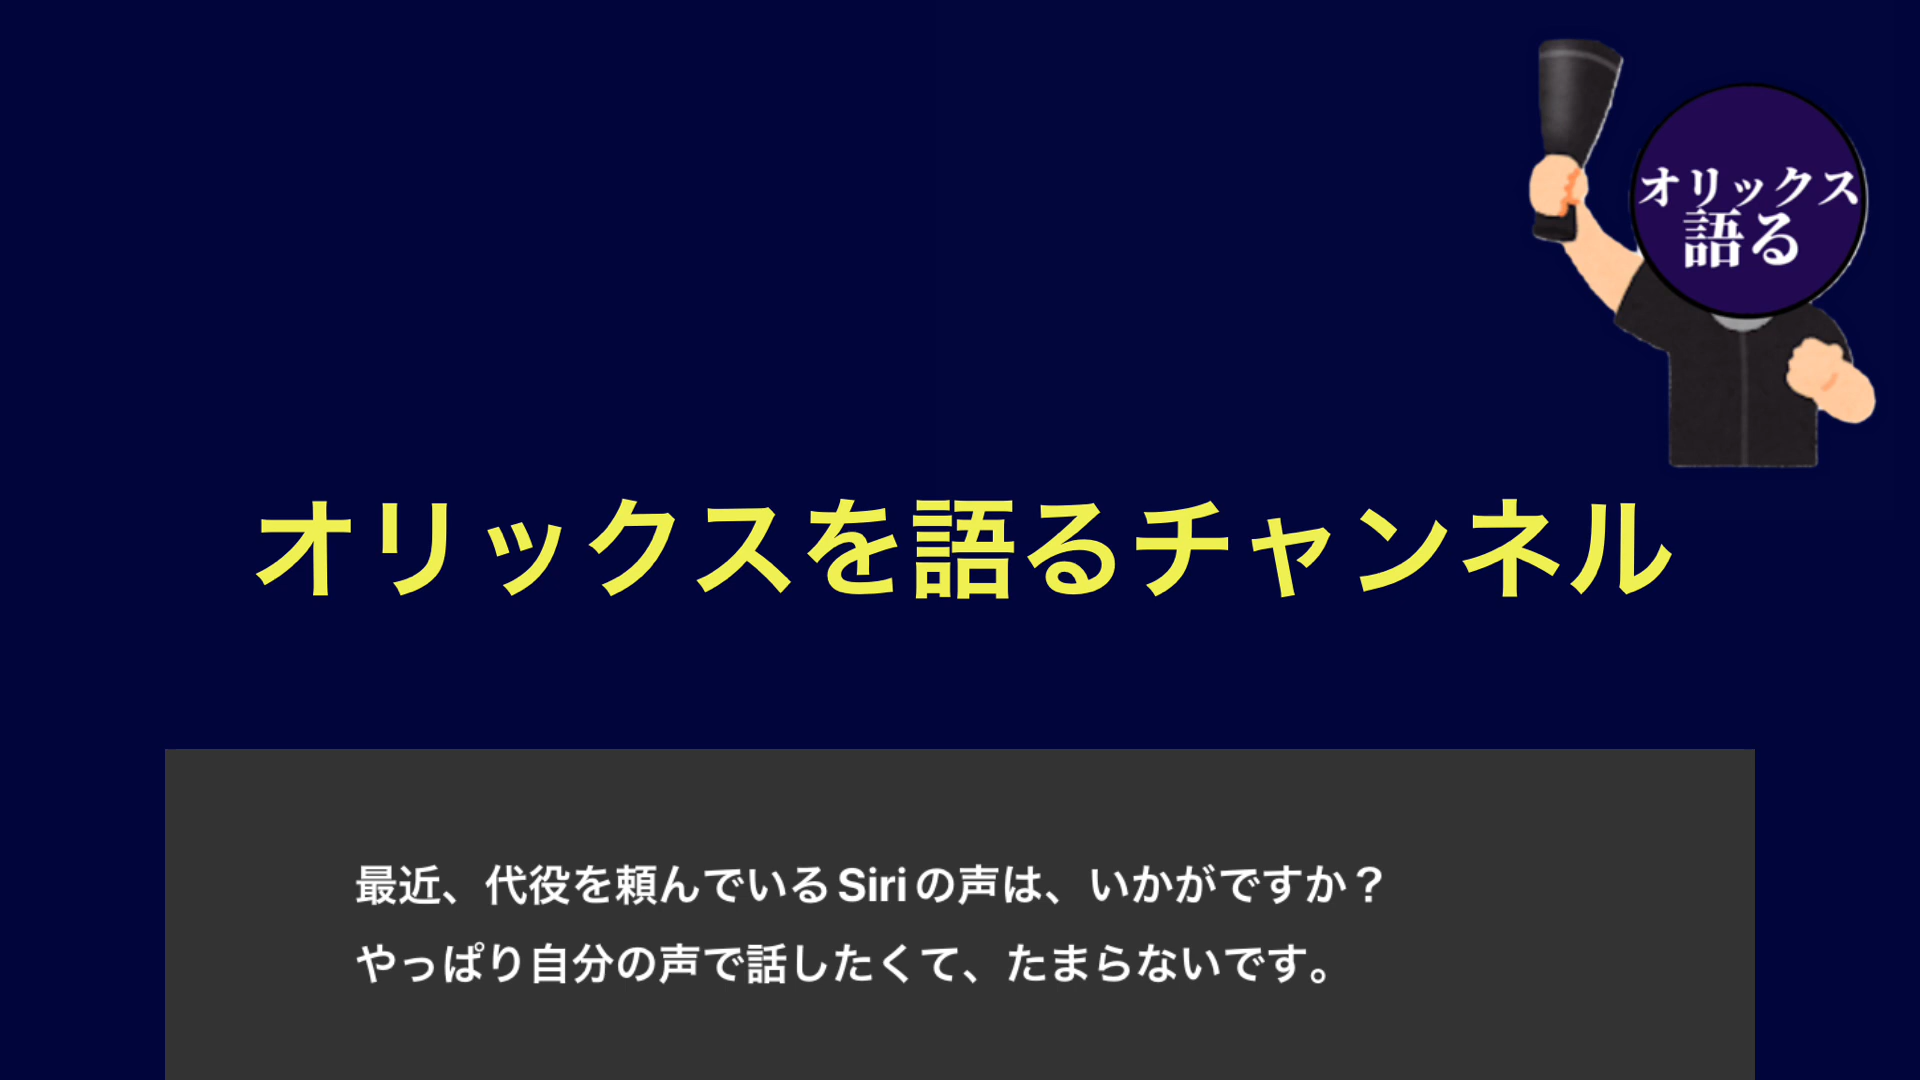 オリックス
語る
オリックスを語るチャンネル
最近、代役を頼んでいるSiriの声は、いかがですか？
やっぱり自分の声で話したくて、たまらないです。